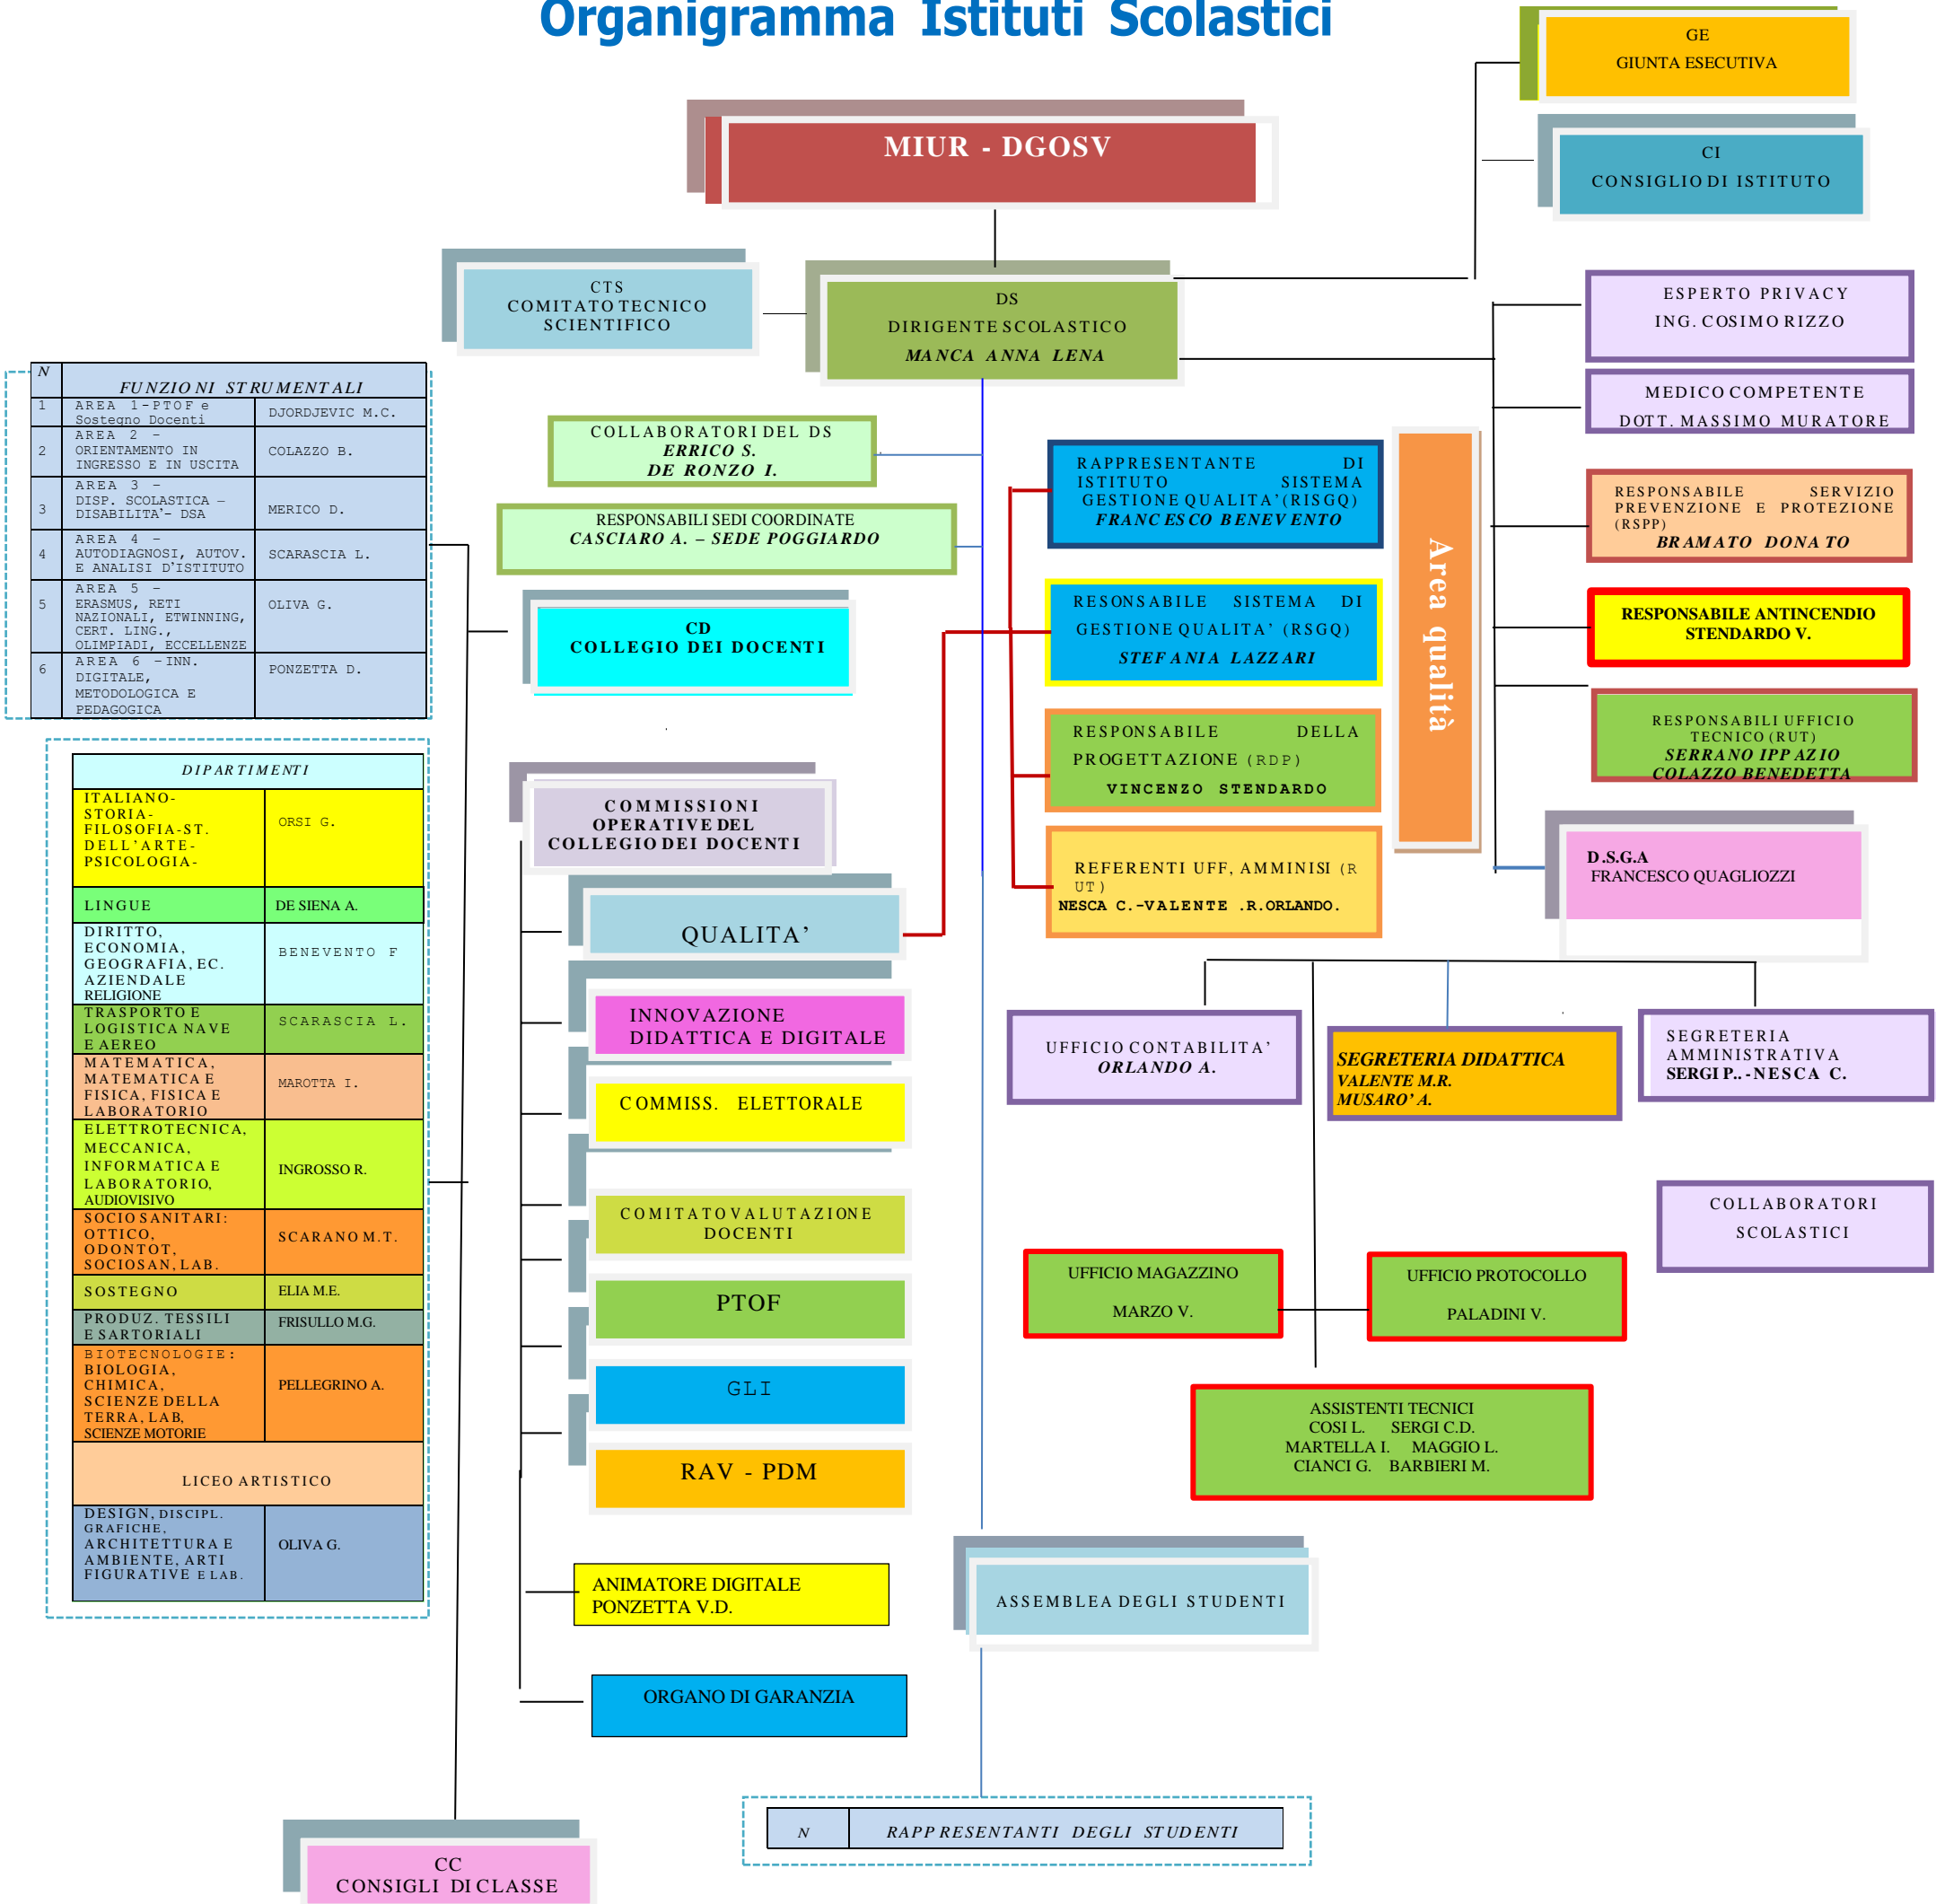 Organigramma Istituti Scolastici
GE
GIUNTA ESECUTIVA
MIUR - DGOSV
CI
CONSIGLIO DI ISTITUTO
CTS
COMITATO TECNICO
SCIENTIFICO
DS
DIRIGENTE SCOLASTICO
MANCA ANNA LENA
ESPERTO PRIVACY
ING. COSIMO RIZZO
MEDICO COMPETENTE
DOTT. MASSIMO MURATORE
N FUNZIONI STRUMENTALI
1 AREA 1-PTOF e
Sostegno Docenti
DJORDJEVIC M.C.
2 AREA 2 –
ORIENTAMENTO IN
INGRESSO E IN USCITA
COLAZZO B.
3 AREA 3 –
DISP. SCOLASTICA –
DISABILITA’- DSA
MERICO D.
4 AREA 4 –
AUTODIAGNOSI, AUTOV.
E ANALISI D’ISTITUTO
SCARASCIA L.
5 AREA 5 –
ERASMUS, RETI
NAZIONALI, ETWINNING,
CERT. LING.,
OLIMPIADI, ECCELLENZE
OLIVA G.
6 AREA 6 –INN.
DIGITALE,
METODOLOGICA E
PEDAGOGICA
PONZETTA D.
COLLABORATORI DEL DS
ERRICO S.
DE RONZO I.
RESPONSABILI SEDI COORDINATE
CASCIARO A. – SEDE POGGIARDO
CD
COLLEGIO DEI DOCENTI
RAPPRESENTANTE DI
ISTITUTO SISTEMA
GESTIONE QUALITA’(RISGQ)
FRANCESCO BENEVENTO
RESONSABILE SISTEMA DI
GESTIONE QUALITA’ (RSGQ)
STEFANIA LAZZARI
RESPONSABILE DELLA
PROGETTAZIONE (RDP)
VINCENZO STENDARDO
REFERENTI UFF, AMMINISI (R
UT)
NESCA C.-VALENTE .R.ORLANDO.
Area qualità
RESPONSABILE SERVIZIO
PREVENZIONE E PROTEZIONE
(RSPP)
BRAMATO DONATO
RESPONSABILE ANTINCENDIO
STENDARDO V.
RESPONSABILI UFFICIO
TECNICO (RUT)
SERRANO IPPAZIO
COLAZZO BENEDETTA
D.S.G.A
FRANCESCO QUAGLIOZZI
DIPARTIMENTI
ITALIANO-
STORIA-
FILOSOFIA-ST.
DELL’ARTE-
PSICOLOGIA-
ORSI G.
LINGUE DE SIENA A.
DIRITTO,
ECONOMIA,
GEOGRAFIA, EC.
AZIENDALE
RELIGIONE
BENEVENTO F
TRASPORTO E
LOGISTICA NAVE
E AEREO
SCARASCIA L.
MATEMATICA,
MATEMATICA E
FISICA, FISICA E
LABORATORIO
MAROTTA I.
ELETTROTECNICA,
MECCANICA,
INFORMATICA E
LABORATORIO,
AUDIOVISIVO
INGROSSO R.
SOCIO SANITARI:
OTTICO,
ODONTOT,
SOCIOSAN, LAB.
SCARANO M.T.
SOSTEGNO ELIA M.E.
PRODUZ. TESSILI
E SARTORIALI
FRISULLO M.G.
BIOTECNOLOGIE:
BIOLOGIA,
CHIMICA,
SCIENZE DELLA
TERRA, LAB,
SCIENZE MOTORIE
PELLEGRINO A.
LICEO ARTISTICO
DESIGN, DISCIPL.
GRAFICHE,
ARCHITETTURA E
AMBIENTE, ARTI
FIGURATIVE E LAB.
OLIVA G.
COMMISSIONI
OPERATIVE DEL
COLLEGIO DEI DOCENTI
QUALITA’
INNOVAZIONE
DIDATTICA E DIGITALE
COMMISS. ELETTORALE
COMITATO VALUTAZIONE
DOCENTI
PTOF
GLI
RAV - PDM
ANIMATORE DIGITALE
PONZETTA V.D.
ORGANO DI GARANZIA
UFFICIO CONTABILITA’
ORLANDO A.
SEGRETERIA DIDATTICA
VALENTE M.R.
MUSARO’ A.
SEGRETERIA
AMMINISTRATIVA
SERGI P.. -NESCA C.
COLLABORATORI
SCOLASTICI
UFFICIO MAGAZZINO
MARZO V.
UFFICIO PROTOCOLLO
PALADINI V.
ASSISTENTI TECNICI
COSI L. SERGI C.D.
MARTELLA I. MAGGIO L.
CIANCI G. BARBIERI M.
ASSEMBLEA DEGLI STUDENTI
N RAPPRESENTANTI DEGLI STUDENTI
CC
CONSIGLI DI CLASSE